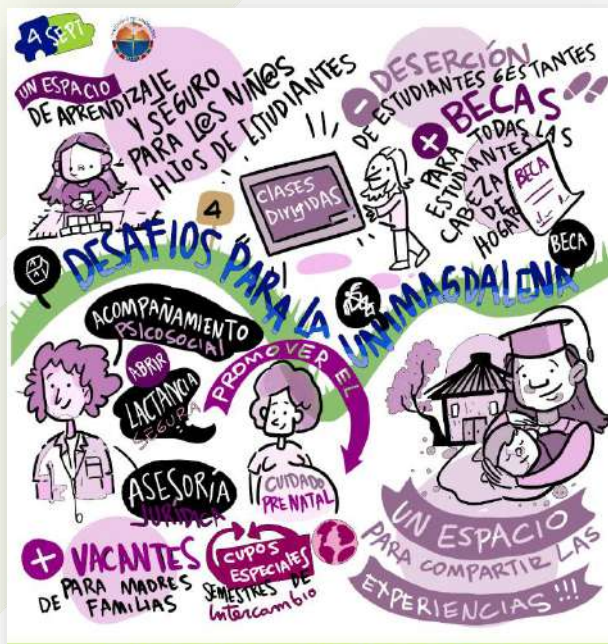 4 SEPT
UN ESPACIO
DE APRENDIZAJE
Y SEGURO
PARA L@S NIÑ@S
HIJOS DE ESTUDIANTES
- DESERCIÓN
DE ESTUDIANTES GESTANTES
+ BECAS
PARA TODAS LAS
ESTUDIANTES
CABEZA
DE
HOGAR
BECA
BECA
CLASES
DIVIGIDAS
4
DESAFIOS PARA LA UNIMAGDALENA
ACOMPAÑAMIENTO
PSICOSOCIAL
ABRIR
LACTANCIA
SEGURA
ASESORÍA
JURÍDICA
PROMOVER EL
CUIDADO
PRENATAL
+ VACANTES
PARA MADRES
DE FAMILIAS
CUPOS
ESPECIALES
SEMESTRES DE
Intercambio
UN ESPACIO
PARA COMPARTIR LAS
EXPERIENCIAS!!!